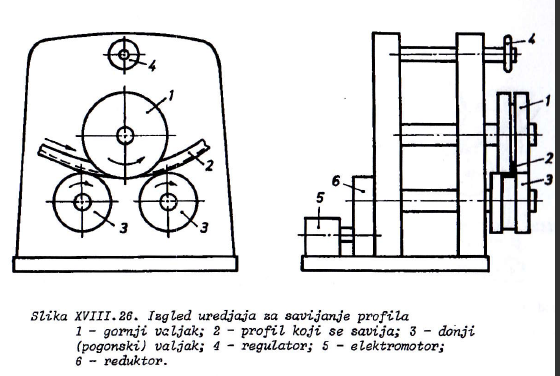 4
1
2
3
3
4
1
2
3
6
5
Slika XVIII.26. Izgled uredjaja za savijanje profila
1 - gornji valjak; 2 - profil koji se savija; 3 - donji
(pogonski) valjak; 4 - regulator; 5 - elektromotor;
6 - reduktor.